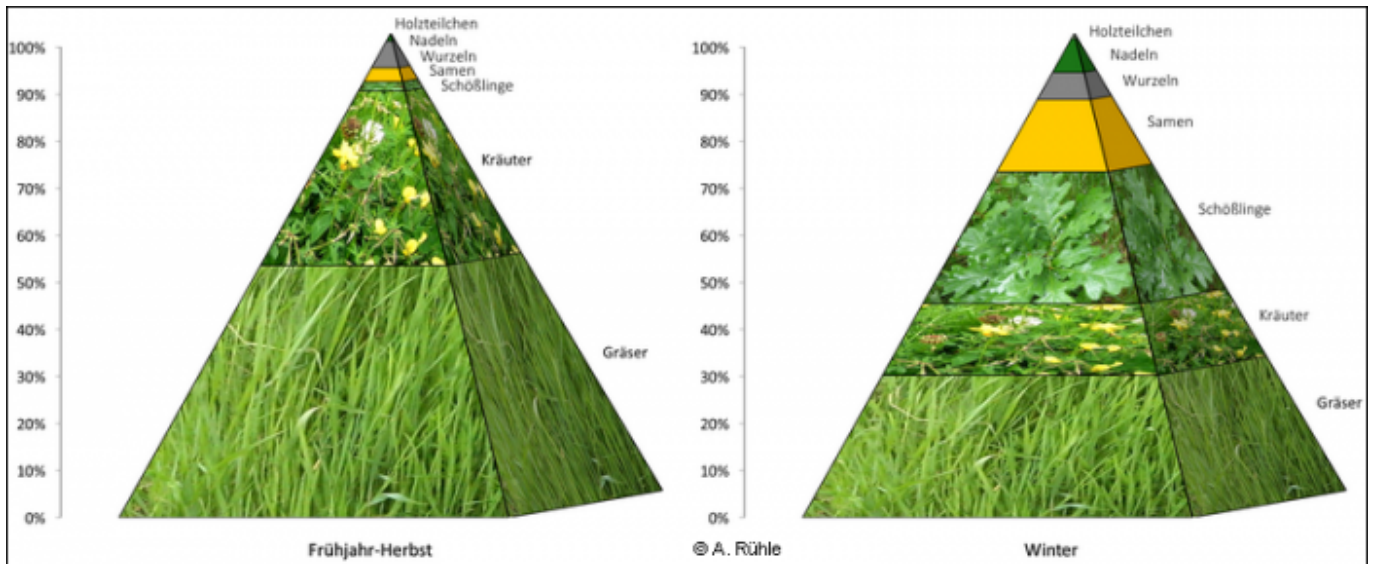 Holzteilchen
Nadeln
Wurzeln
Samen
Schößlinge
Kräuter
Gräser
100%
90%
80%
70%
60%
50%
40%
30%
20%
10%
0%
Frühjahr-Herbst
© A. Rühle
Holzteilchen
Nadeln
Wurzeln
Samen
Schößlinge
Kräuter
Gräser
100%
90%
80%
70%
60%
50%
40%
30%
20%
10%
0%
Winter